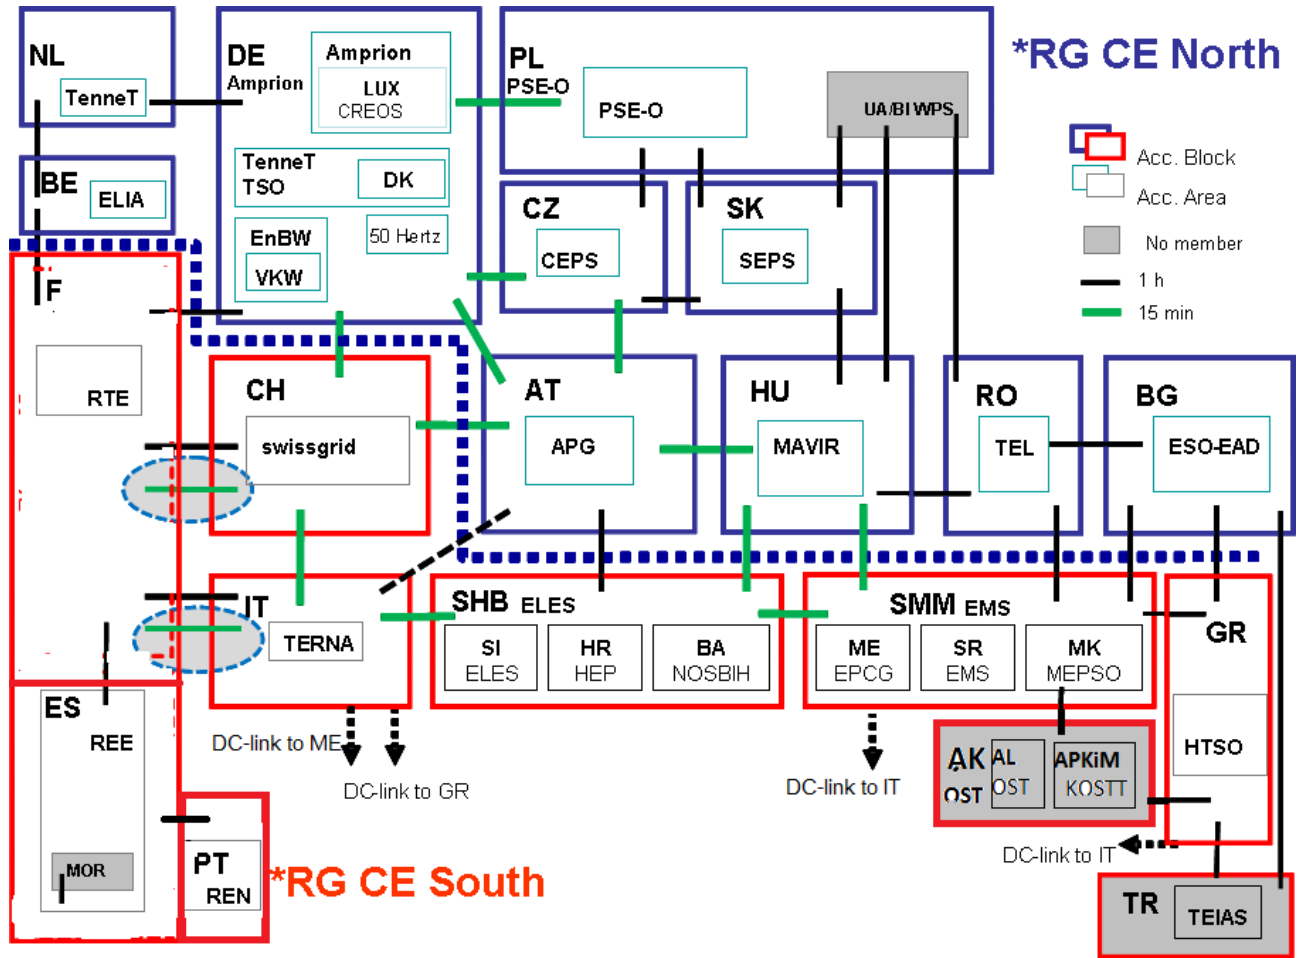 NL
TenneT
DE
Amprion
Amprion
LUX
CREOS
PL
PSE-O
PSE-O
UA/BI WPS
*RG CE North
Acc. Block
Acc. Area
No member
1 h
15 min
BE
ELIA
TenneT
TSO
DK
EnBW
VKW
50 Hertz
CZ
CEPS
SK
SEPS
F
RTE
CH
swissgrid
AT
APG
HU
MAVIR
RO
TEL
BG
ESO-EAD
IT
TERNA
SHB ELES
SI
ELES
HR
HEP
BA
NOSBIH
SMM EMS
ME
EPCG
SR
EMS
MK
MEPSO
GR
HTSO
ES
REE
MOR
PT
REN
DC-link to ME
DC-link to GR
DC-link to IT
AK
OST
AL
OST
APKiM
KOSTT
DC-link to IT
*RG CE South
TR
TEIAS